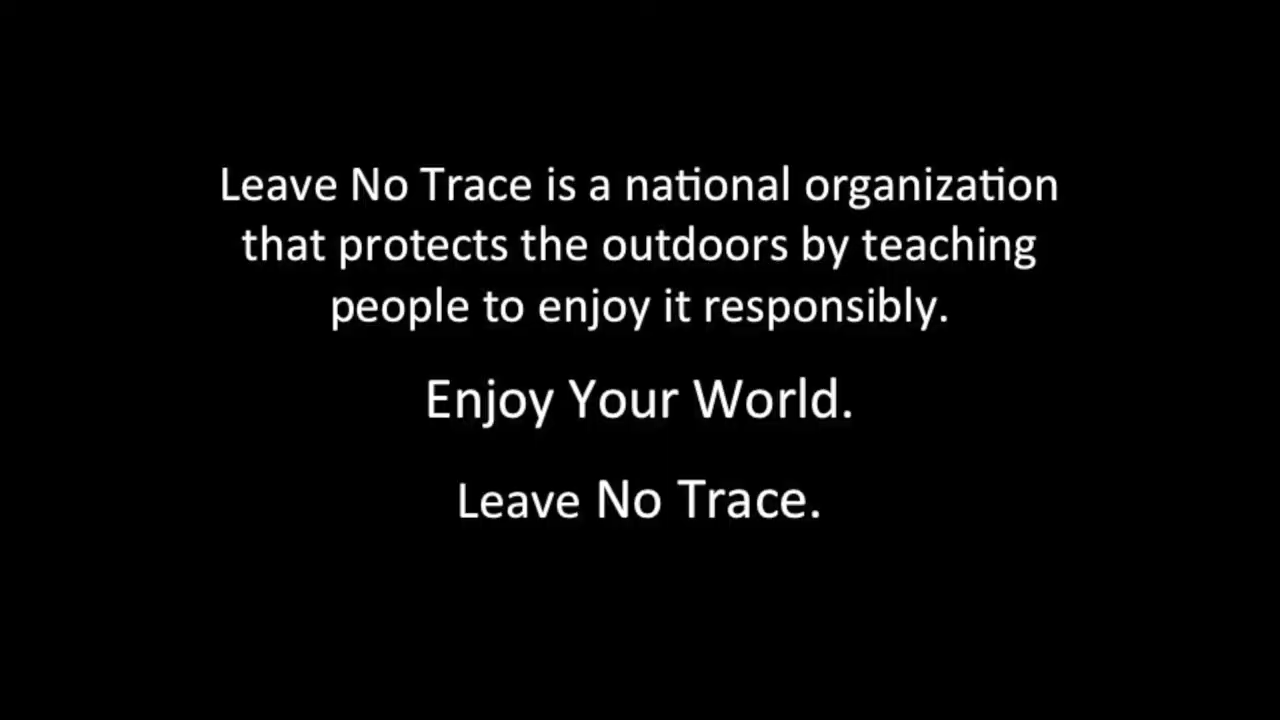 Leave No Trace is a national organization
that protects the outdoors by teaching
people to enjoy it responsibly.
Enjoy Your World.
Leave No Trace.